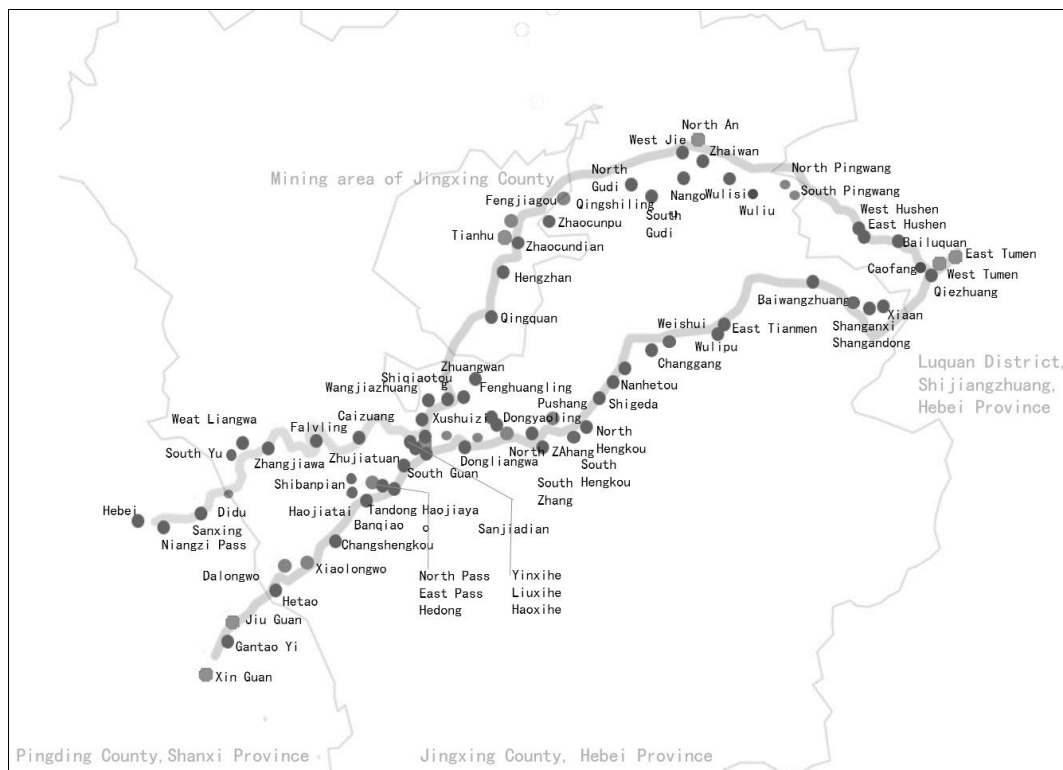 North An
West Jie
Zhaiwan
North
Gudi
North Pingwang
South Pingwang
Mining area of Jingxing County
Fengjiagou
Qingshiling
Nango
u
Wulisi
Wuliu
South
Gudi
Zhaocunpu
Tianhu
Zhaocundian
West Hushen
East Hushen
Bailuquan
East Tumen
Caofang
West Tumen
Qiezhuang
Hengzhan
Baiwangzhuang
Xiaan
Shanganxi
Shangandong
Qingquan
Weishui
East Tianmen
Wulipu
Changgang
Luquan District,
Shijiangzhuang,
Hebei Province
Zhuangwan
Shiqiaotou
g
Wangjiazhuang
Fenghuangling
Nanhetou
Shigeda
Pushang
Weat Liangwa
Caizuang
Xushuizi
Dongyaoling
Falvling
North
Hengkou
South Yu
Zhangjiawa
Zhujiatuan
Dongliangwa
North ZAhang
South
Hengkou
South Guan
South
Zhang
Shibanpian
Hebei
Didu
Haojiatai
Tandong
Haojiaya
o
Sanxing
Niangzi Pass
Banqiao
Sanjiadian
Changshengkou
Dalongwo
Xiaolongwo
North Pass
East Pass
Hedong
Yinxihe
Liuxihe
Haoxihe
Hetao
Jiu Guan
Gantao Yi
Xin Guan
Pingding County,Shanxi Province
Jingxing County, Hebei Province